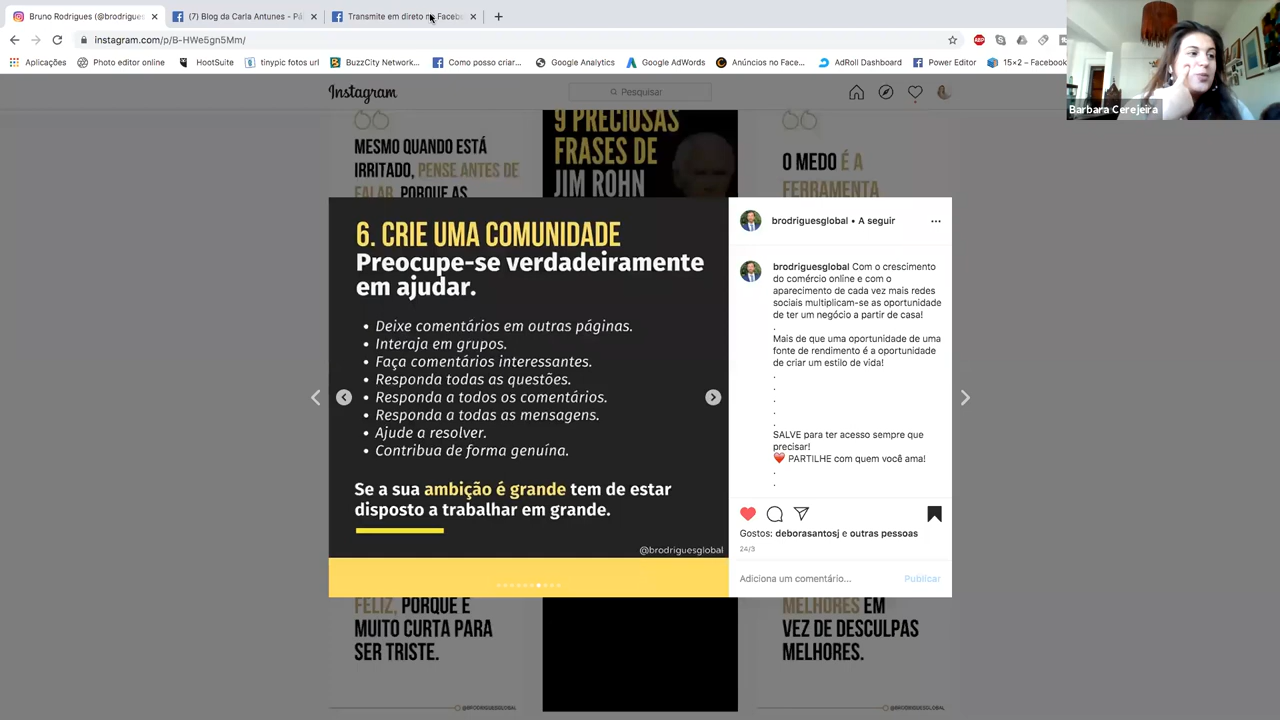 Bruno Rodrigues (@brodrigues
(7) Blog da Carla Antunes - Pá
Transmite em direto no Facebo
instagram.com/p/B-HWe5gn5Mm/
Aplicações
Photo editor online
HootSuite
tinypic fotos url
BuzzCity Network...
Como posso criar...
Google Analytics
Google AdWords
Anúncios no Face...
AdRoll Dashboard
Power Editor
15×2 – Facebook
Barbara Cerejeira
Instagram
Pesquisar
MESMO QUANDO ESTÁ
IRRITADO, PENSE ANTES DE
FALAR, PORQUE AS
9 PRECIOSAS
FRASES DE
JIM ROHN
O MEDO É A
FERRAMENTA
6. CRIE UMA COMUNIDADE
Preocupe-se verdadeiramente
em ajudar.
• Deixe comentários em outras páginas.
• Interaja em grupos.
• Faça comentários interessantes.
• Responda todas as questões.
• Responda a todos os comentários.
• Responda a todas as mensagens.
• Ajude a resolver.
• Contribua de forma genuína.
Se a sua ambição é grande tem de estar
disposto a trabalhar em grande.
@brodriguesglobal
brodriguesglobal • A seguir
brodriguesglobal Com o crescimento
do comércio online e com o
aparecimento de cada vez mais redes
sociais multiplicam-se as oportunidade
de ter um negócio a partir de casa!
.
Mais de que uma oportunidade de uma
fonte de rendimento é a oportunidade
de criar um estilo de vida!
.
.
.
.
.
SALVE para ter acesso sempre que
precisar!
❤️ PARTILHE com quem você ama!
.
.
Gostos: deborasantosj e outras pessoas
24/3
Adiciona um comentário...
Publicar
FELIZ, PORQUE É
MUITO CURTA PARA
SER TRISTE.
@BRODRIGUESGLOBAL
MELHORES EM
VEZ DE DESCULPAS
MELHORES.
@BRODRIGUESGLOBAL